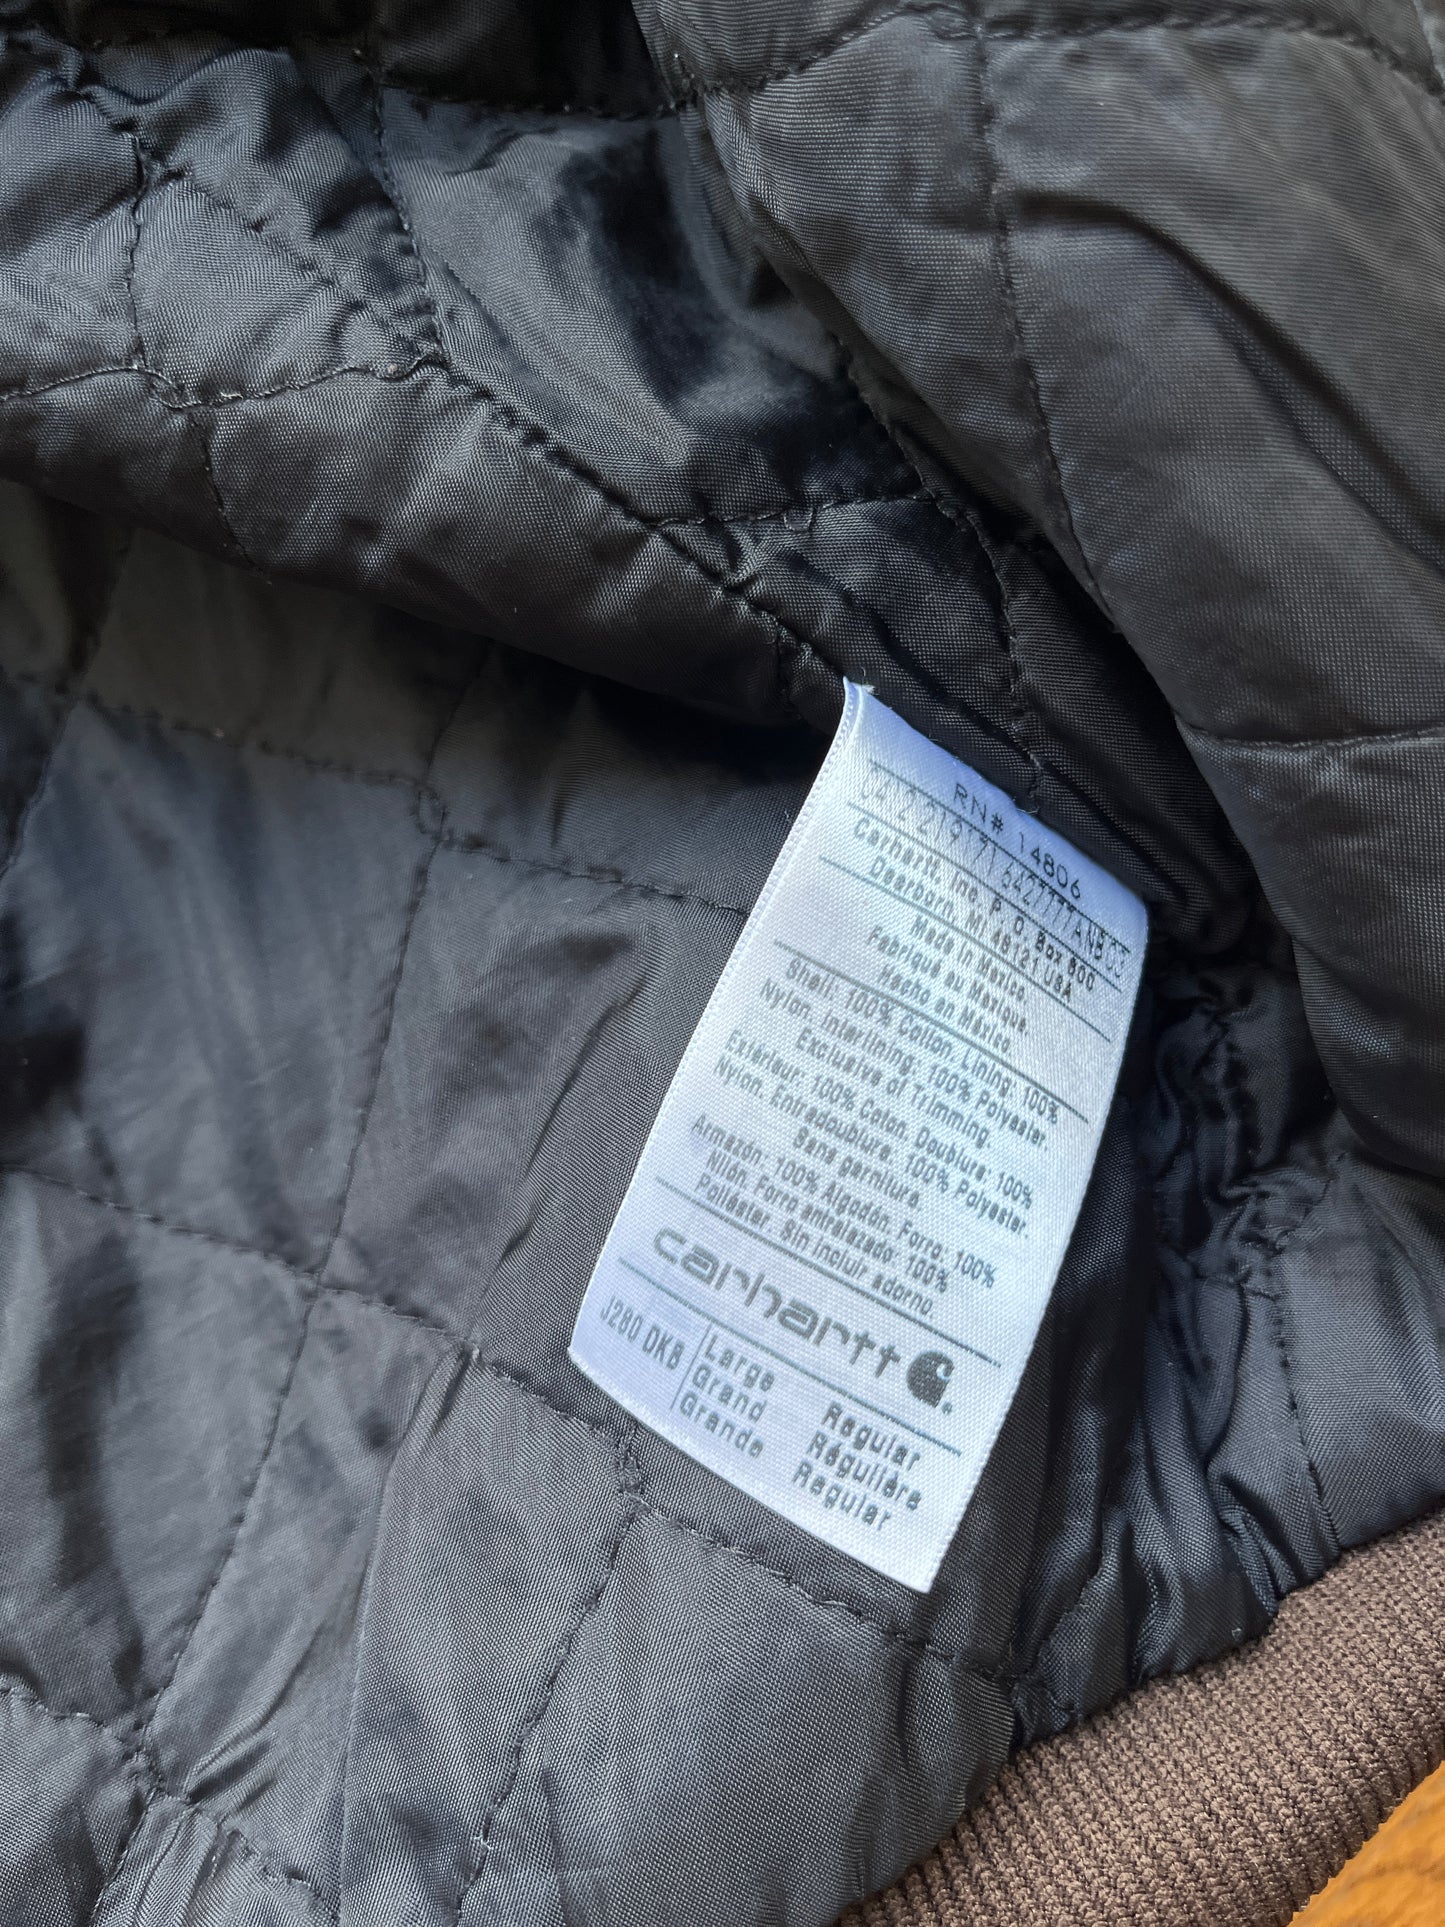 RN# 14806
Carhartt, Inc. P. O. Box 600
Dearborn, MI 48121 USA
Made in Mexico.
Fabriqué au Mexique.
Hecho en México.
Shell: 100% Cotton. Lining: 100%
Nylon. Interlining: 100% Polyester.
Exclusive of Trimming.
Extérieur: 100% Coton. Doublure: 100%
Nylon. Entredoublure: 100% Polyester.
Sans garniture.
Armazón: 100% Algodón. Forro: 100%
Nilón. Forro entrelazado: 100%
Poliéster. Sin incluir adorno.
carhartt
J280 DKB Large Regular
Grand Régulière
Grande Regular